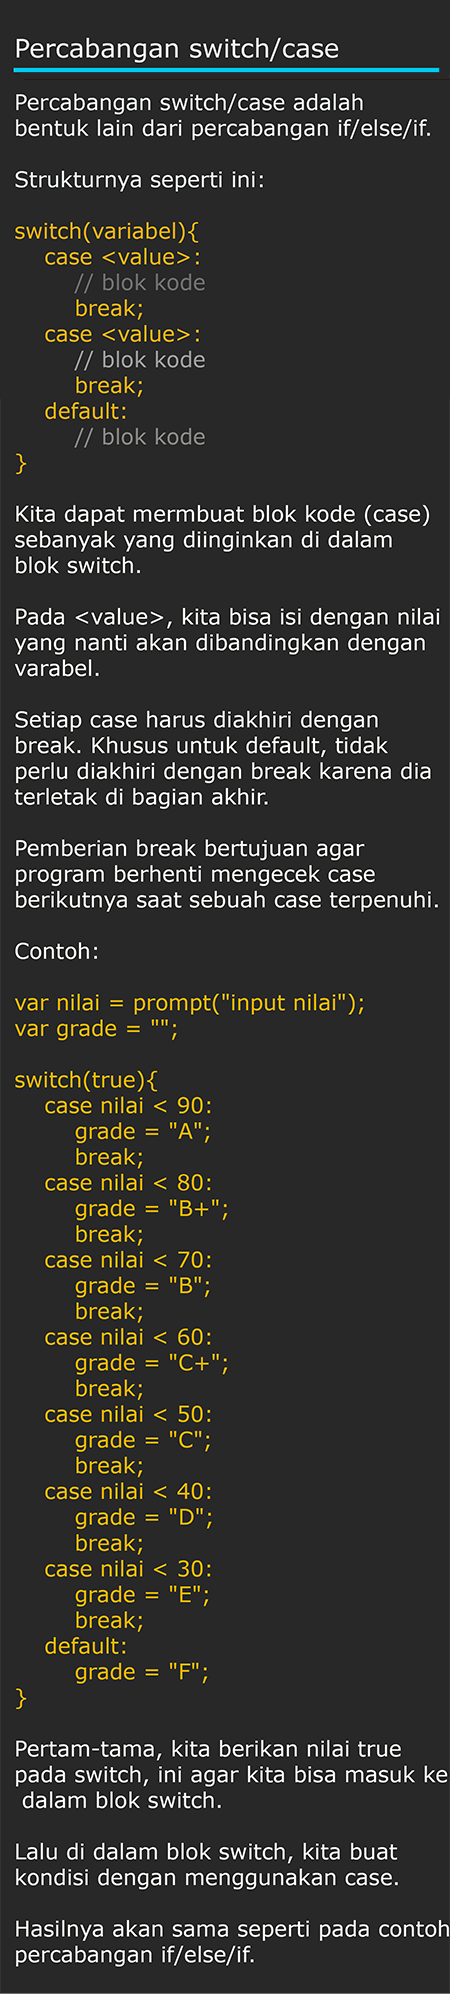 Percabangan switch/case
Percabangan switch/case adalah
bentuk lain dari percabangan if/else/if.
Strukturnya seperti ini:
switch(variabel){
case <value>:
// blok kode
break;
case <value>:
// blok kode
break;
default:
// blok kode
}
Kita dapat mermbuat blok kode (case)
sebanyak yang diinginkan di dalam
blok switch.
Pada <value>, kita bisa isi dengan nilai
yang nanti akan dibandingkan dengan
varabel.
Setiap case harus diakhiri dengan
break. Khusus untuk default, tidak
perlu diakhiri dengan break karena dia
terletak di bagian akhir.
Pemberian break bertujuan agar
program berhenti mengecek case
berikutnya saat sebuah case terpenuhi.
Contoh:
var nilai = prompt("input nilai");
var grade = "";
switch(true){
case nilai < 90:
grade = "A";
break;
case nilai < 80:
grade = "B+";
break;
case nilai < 70:
grade = "B";
break;
case nilai < 60:
grade = "C+";
break;
case nilai < 50:
grade = "C";
break;
case nilai < 40:
grade = "D";
break;
case nilai < 30:
grade = "E";
break;
default:
grade = "F";
}
Pertam-tama, kita berikan nilai true
pada switch, ini agar kita bisa masuk ke
dalam blok switch.
Lalu di dalam blok switch, kita buat
kondisi dengan menggunakan case.
Hasilnya akan sama seperti pada contoh
percabangan if/else/if.